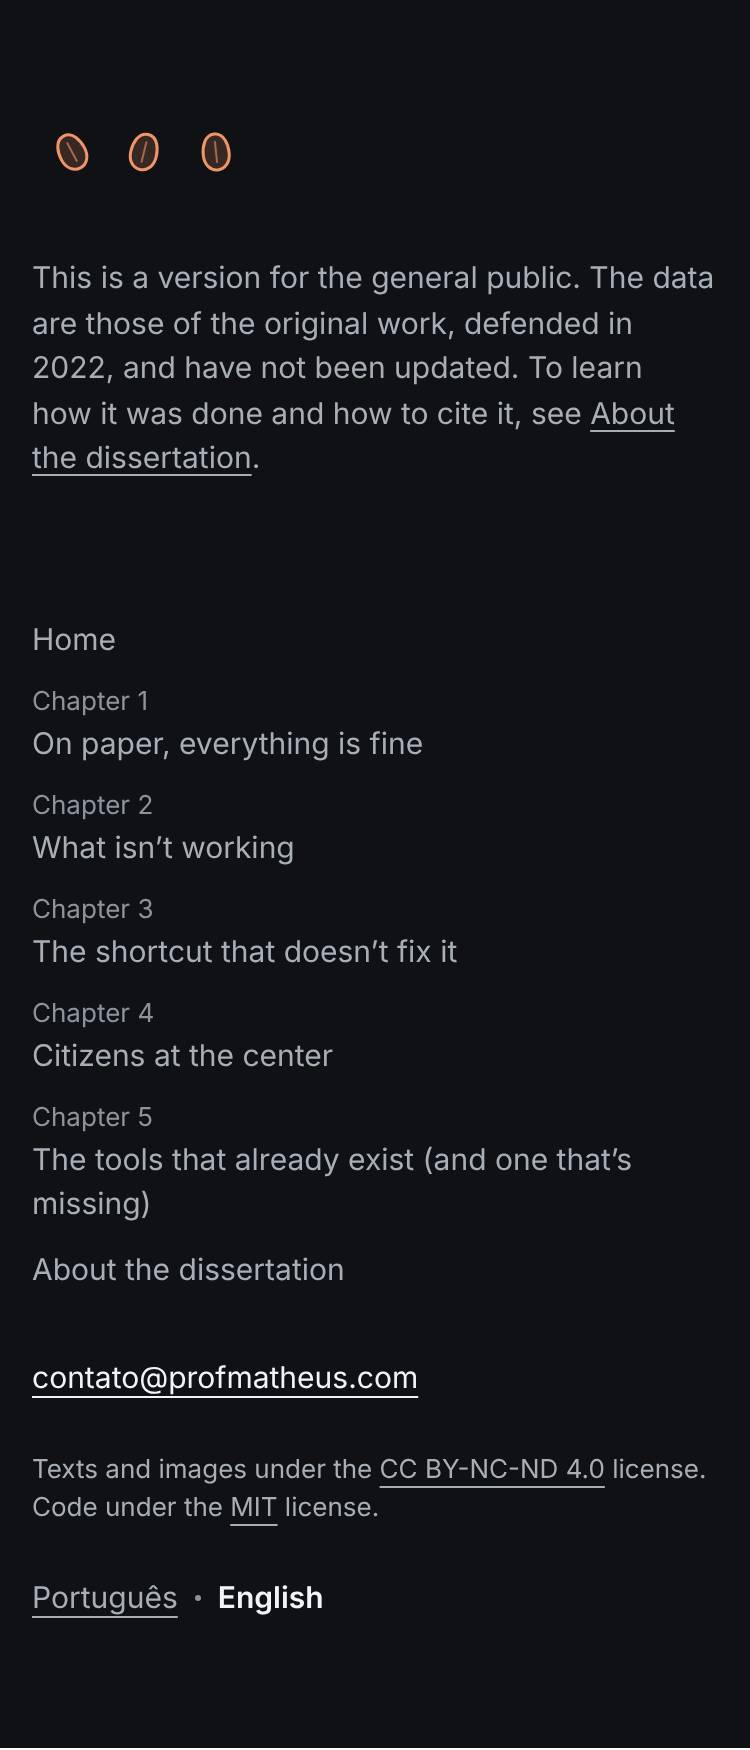 This is a version for the general public. The data
are those of the original work, defended in
2022, and have not been updated. To learn
how it was done and how to cite it, see About
the dissertation.
Home
Chapter 1
On paper, everything is fine
Chapter 2
What isn’t working
Chapter 3
The shortcut that doesn’t fix it
Chapter 4
Citizens at the center
Chapter 5
The tools that already exist (and one that’s
missing)
About the dissertation
contato@profmatheus.com
Texts and images under the CC BY-NC-ND 4.0 license.
Code under the MIT license.
Português • English